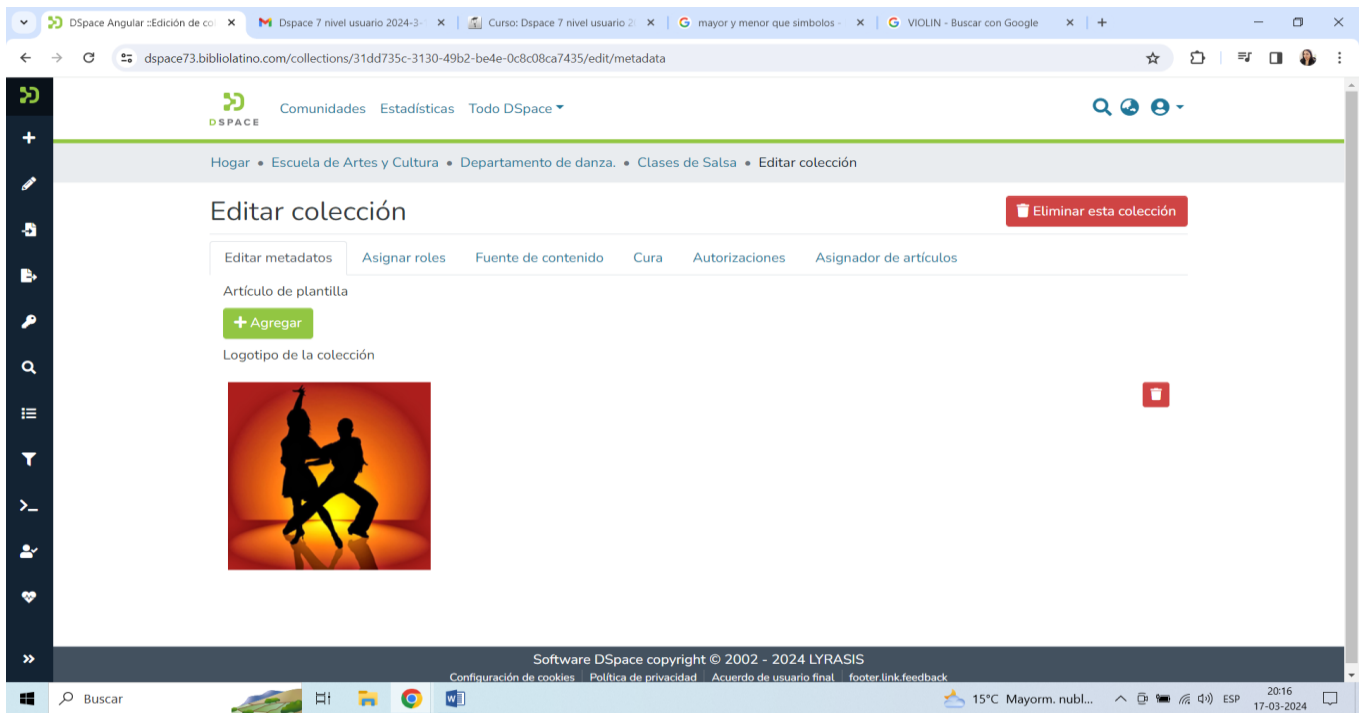 DSpace Angular ::Edición de co
Dspace 7 nivel usuario 2024-3-
Curso: Dspace 7 nivel usuario 2
mayor y menor que simbolos -
VIOLIN - Buscar con Google
dspace73.bibliolatino.com/collections/31dd735c-3130-49b2-be4e-0c8c08ca7435/edit/metadata
DSPACE
Comunidades Estadísticas Todo DSpace
Hogar • Escuela de Artes y Cultura • Departamento de danza. • Clases de Salsa • Editar colección
Editar colección
Eliminar esta colección
Editar metadatos Asignar roles Fuente de contenido Cura Autorizaciones Asignador de artículos
Artículo de plantilla
+ Agregar
Logotipo de la colección
Software DSpace copyright © 2002 - 2024 LYRASIS
Configuración de cookies Política de privacidad Acuerdo de usuario final footer.link.feedback
Buscar
15°C Mayorm. nubl...
ESP
20:16
17-03-2024